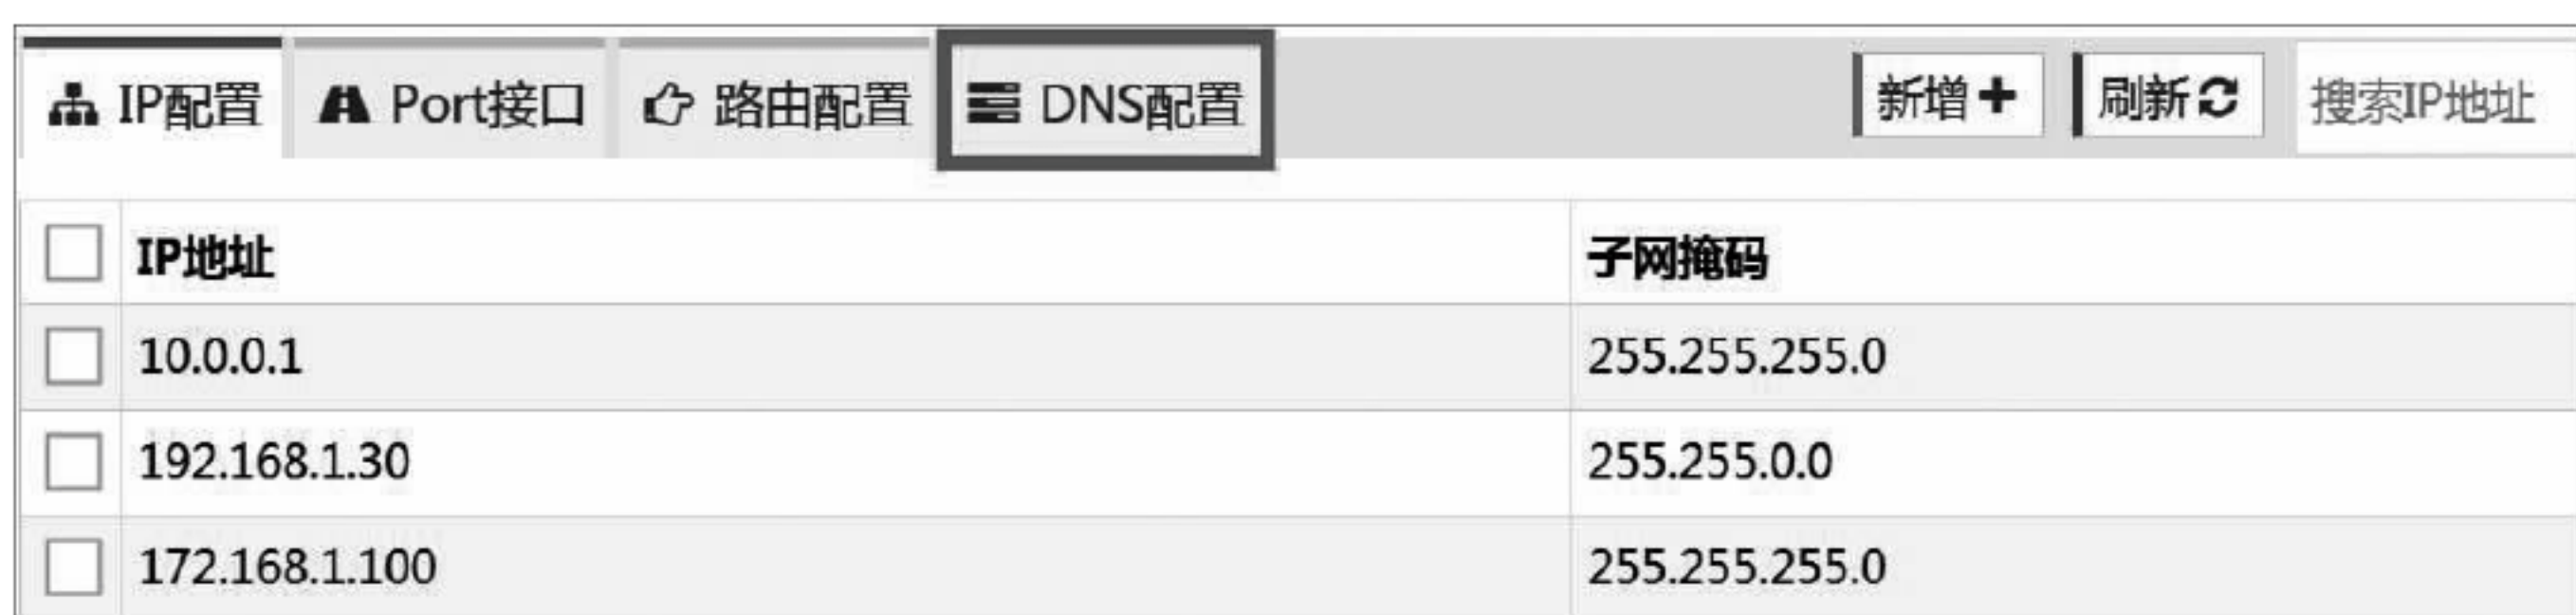 IP配置 Port接口 路由配置 DNS配置 新增 刷新 搜索IP地址
IP地址 子网掩码
10.0.0.1 255.255.255.0
192.168.1.30 255.255.0.0
172.168.1.100 255.255.255.0